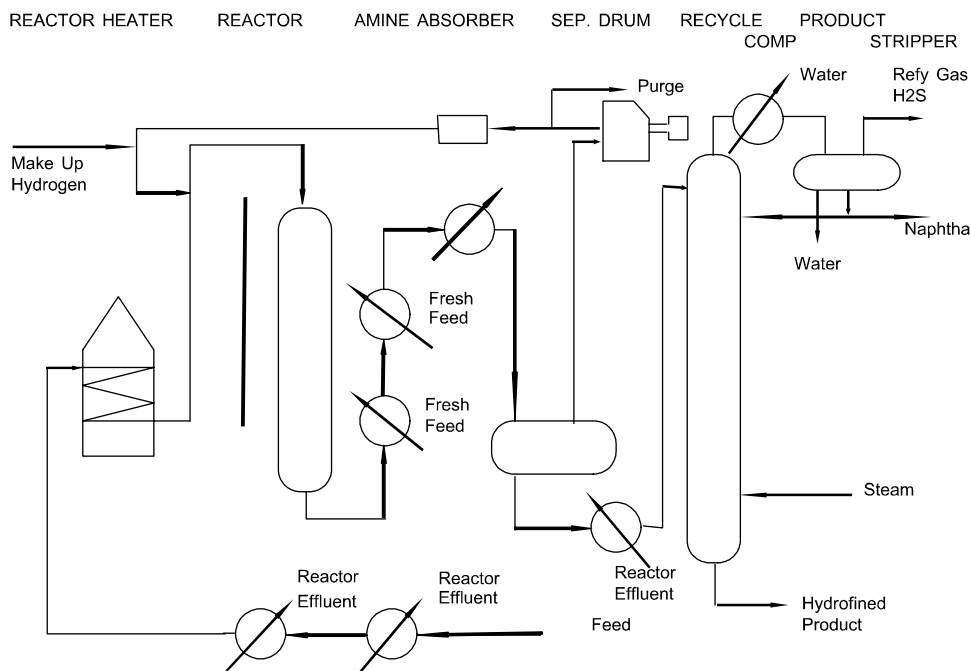 REACTOR HEATER REACTOR AMINE ABSORBER SEP. DRUM RECYCLE PRODUCT
COMP STRIPPER
Water
Refy Gas
H2S
Purge
Make Up
Hydrogen
Naphtha
Water
Fresh
Feed
Fresh
Feed
Steam
Reactor
Effluent
Reactor
Effluent
Reactor
Effluent
Feed
Hydrofined
Product